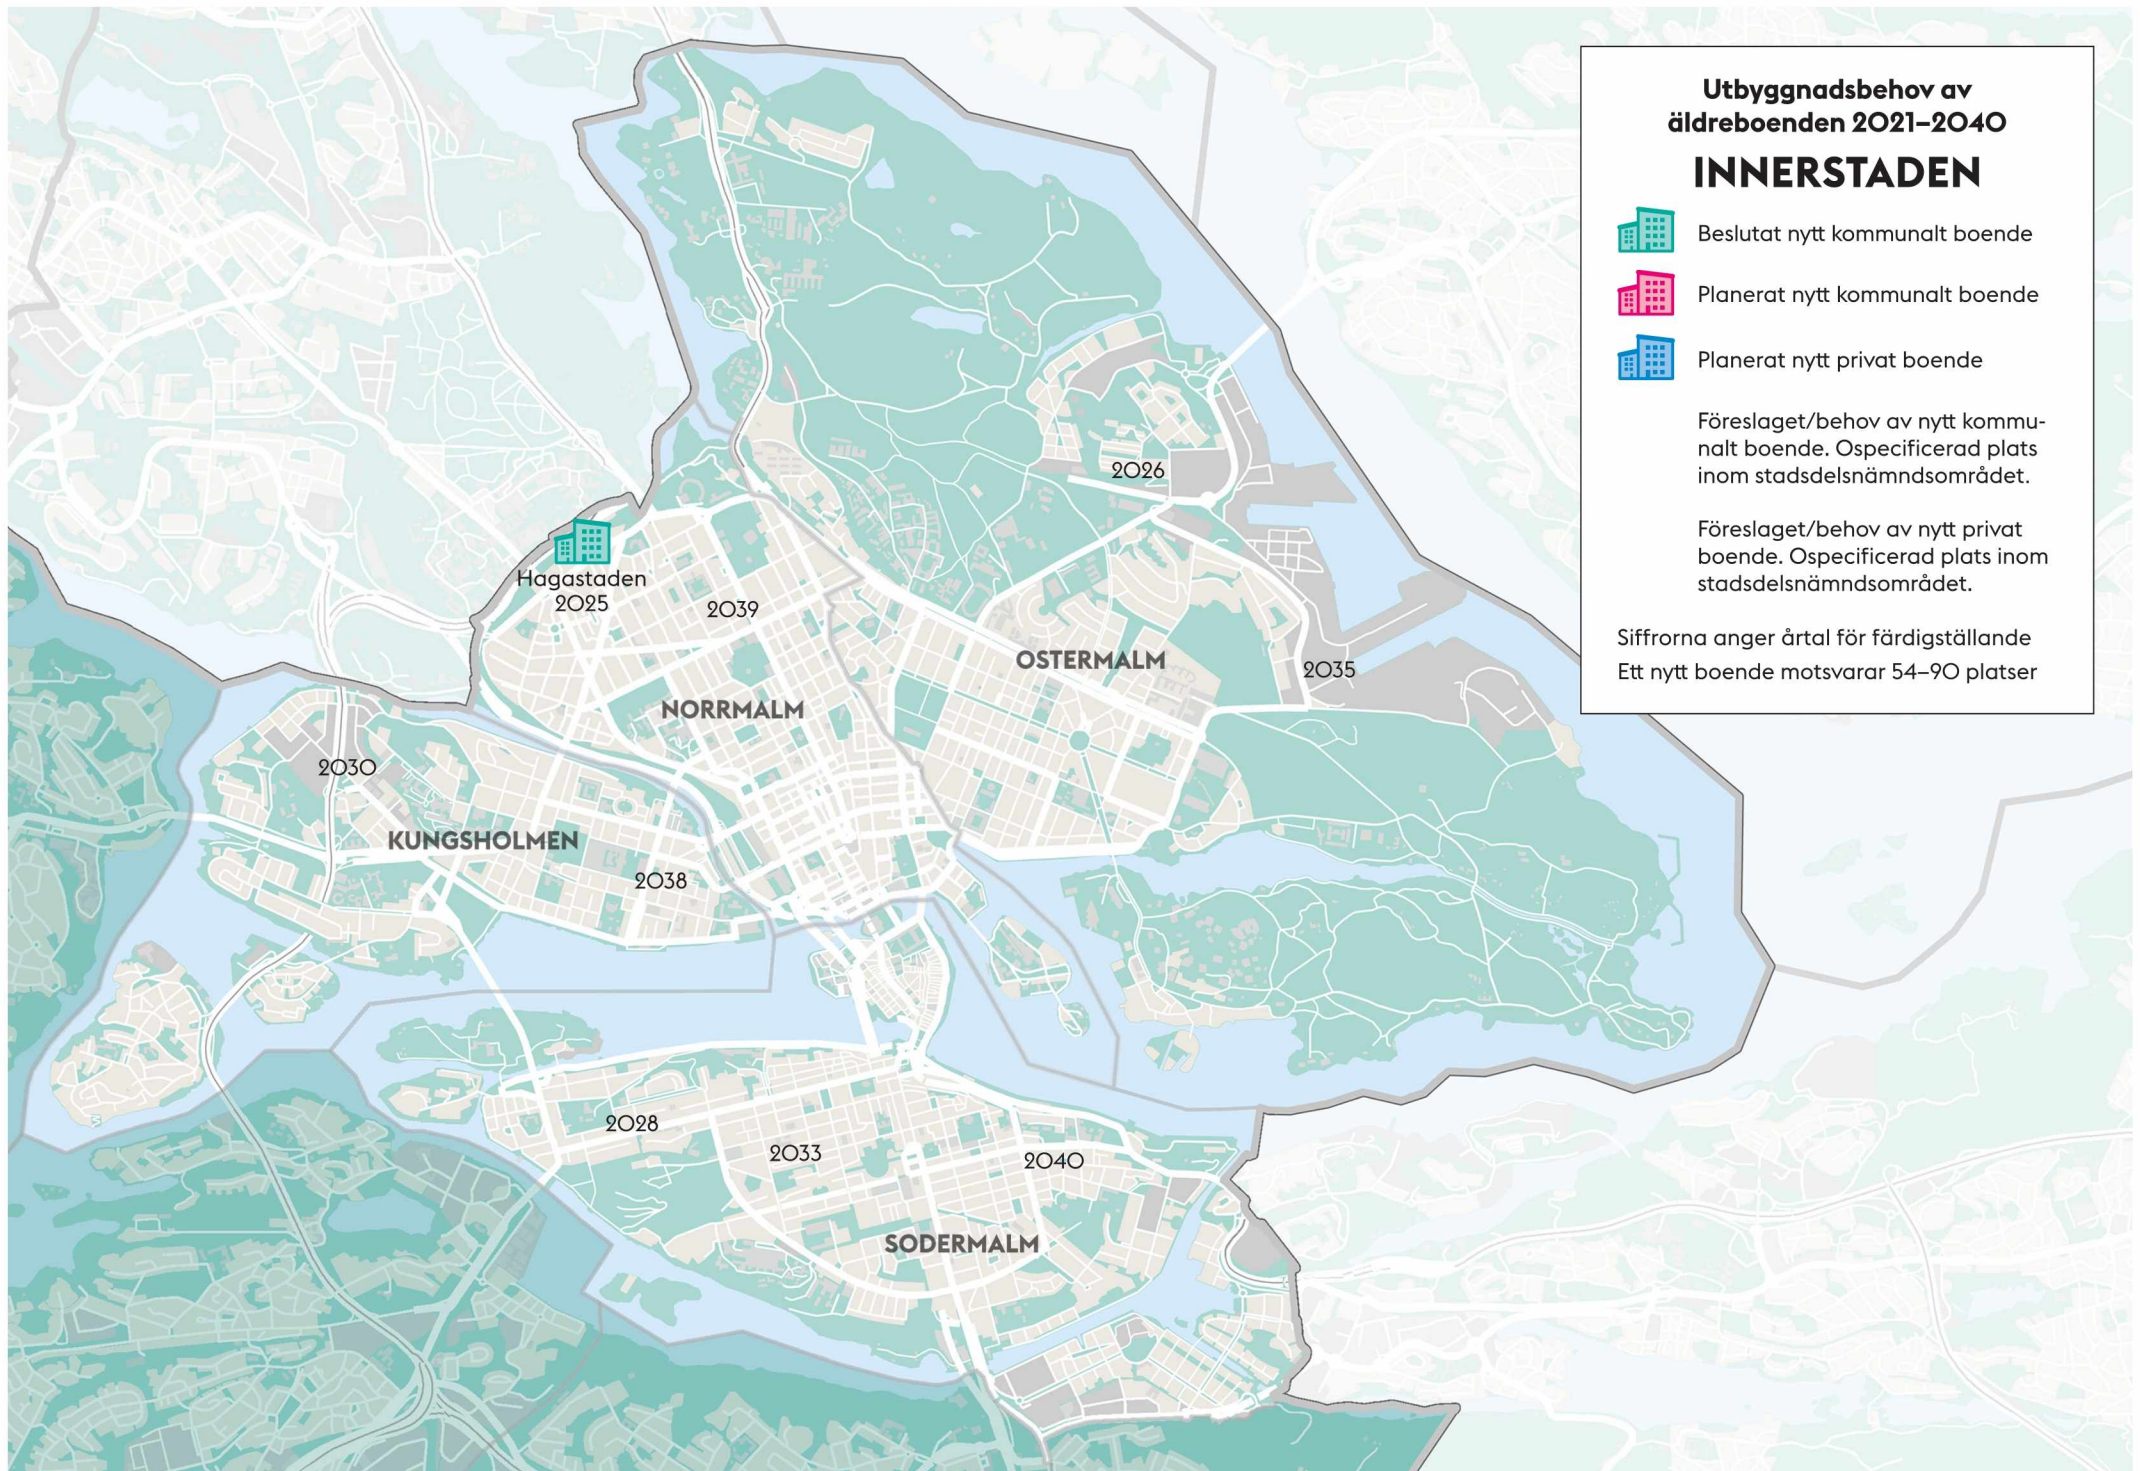 Utbyggnadsbehov av
äldreboenden 2021–2040
INNERSTADEN
Beslutat nytt kommunalt boende
Planerat nytt kommunalt boende
Planerat nytt privat boende
Föreslaget/behov av nytt kommu-
nalt boende. Ospecificerad plats
inom stadsdelsnämndsområdet.
Föreslaget/behov av nytt privat
boende. Ospecificerad plats inom
stadsdelsnämndsområdet.
Siffrorna anger årtal för färdigställande
Ett nytt boende motsvarar 54–90 platser
2026
Hagastaden
2025
2039
OSTERMALM
2035
NORRMALM
2030
KUNGSHOLMEN
2038
2028
2033
2040
SODERMALM